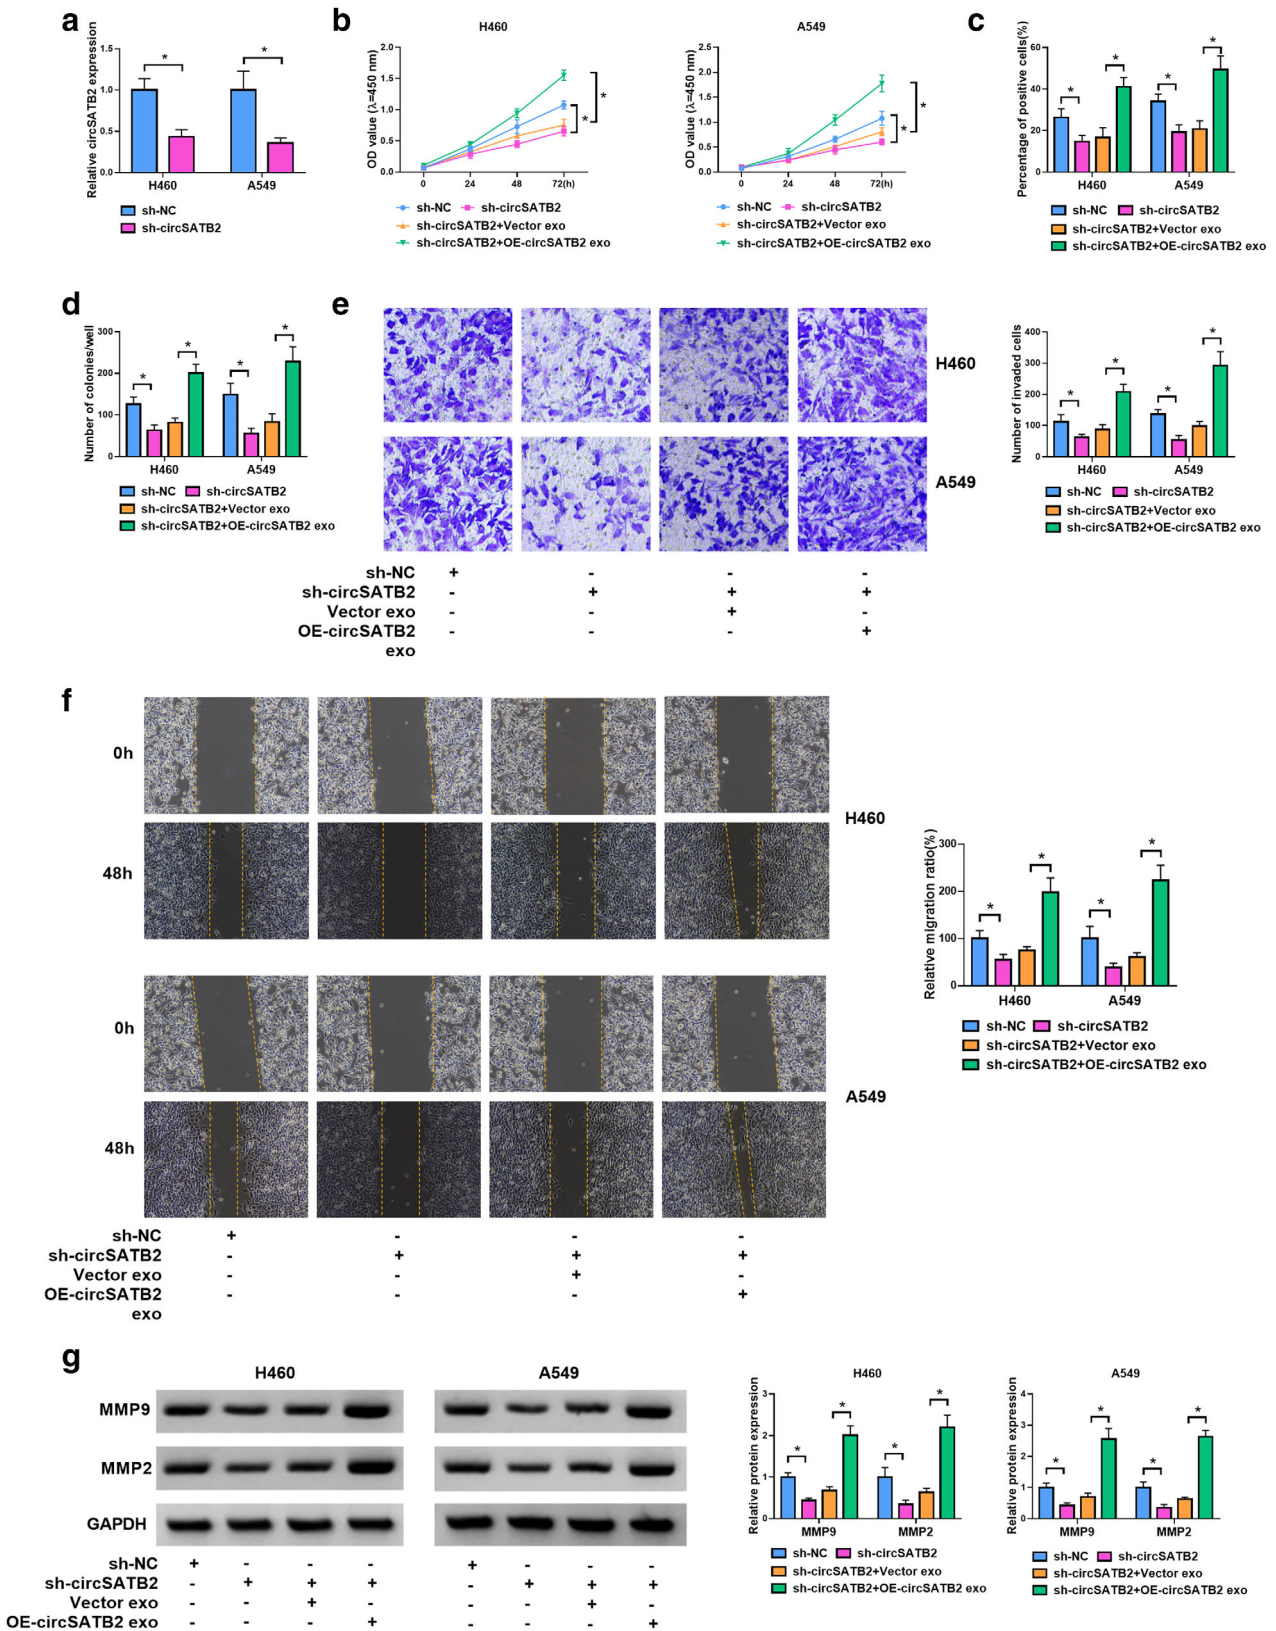 a
Relative circSATB2 expression
1.5
1.0
0.5
0.0
*
*
H460
A549
sh-NC
sh-circSATB2
b
H460
OD value (λ=450 nm)
2.0
1.5
1.0
0.5
0.0
*
*
0
24
48
72(h)
sh-NC
sh-circSATB2
sh-circSATB2+Vector exo
sh-circSATB2+OE-circSATB2 exo
A549
OD value (λ=450 nm)
2.5
2.0
1.5
1.0
0.5
0.0
*
*
0
24
48
72(h)
sh-NC
sh-circSATB2
sh-circSATB2+Vector exo
sh-circSATB2+OE-circSATB2 exo
c
Percentage of positive cells(%)
60
40
20
0
*
*
*
*
H460
A549
sh-NC
sh-circSATB2
sh-circSATB2+Vector exo
sh-circSATB2+OE-circSATB2 exo
d
Number of colonies/well
300
200
100
0
*
*
*
*
H460
A549
sh-NC
sh-circSATB2
sh-circSATB2+Vector exo
sh-circSATB2+OE-circSATB2 exo
e
H460
A549
sh-NC + - - -
sh-circSATB2 - + + +
Vector exo - - + -
OE-circSATB2 - - - +
exo
Number of invaded cells
400
300
200
100
0
*
*
*
*
H460
A549
sh-NC
sh-circSATB2
sh-circSATB2+Vector exo
sh-circSATB2+OE-circSATB2 exo
f
0h
48h
H460
0h
48h
A549
sh-NC + - - -
sh-circSATB2 - + + +
Vector exo - - + -
OE-circSATB2 - - - +
exo
Relative migration ratio(%)
300
200
100
0
*
*
*
*
H460
A549
sh-NC
sh-circSATB2
sh-circSATB2+Vector exo
sh-circSATB2+OE-circSATB2 exo
g
H460
A549
MMP9
MMP2
GAPDH
sh-NC + - - - + - - -
sh-circSATB2 - + + + - + + +
Vector exo - - + - - - + -
OE-circSATB2 exo - - - + - - - +
H460
Relative protein expression
3
2
1
0
*
*
*
*
MMP9
MMP2
sh-NC
sh-circSATB2
sh-circSATB2+Vector exo
sh-circSATB2+OE-circSATB2 exo
A549
Relative protein expression
4
3
2
1
0
*
*
*
*
MMP9
MMP2
sh-NC
sh-circSATB2
sh-circSATB2+Vector exo
sh-circSATB2+OE-circSATB2 exo